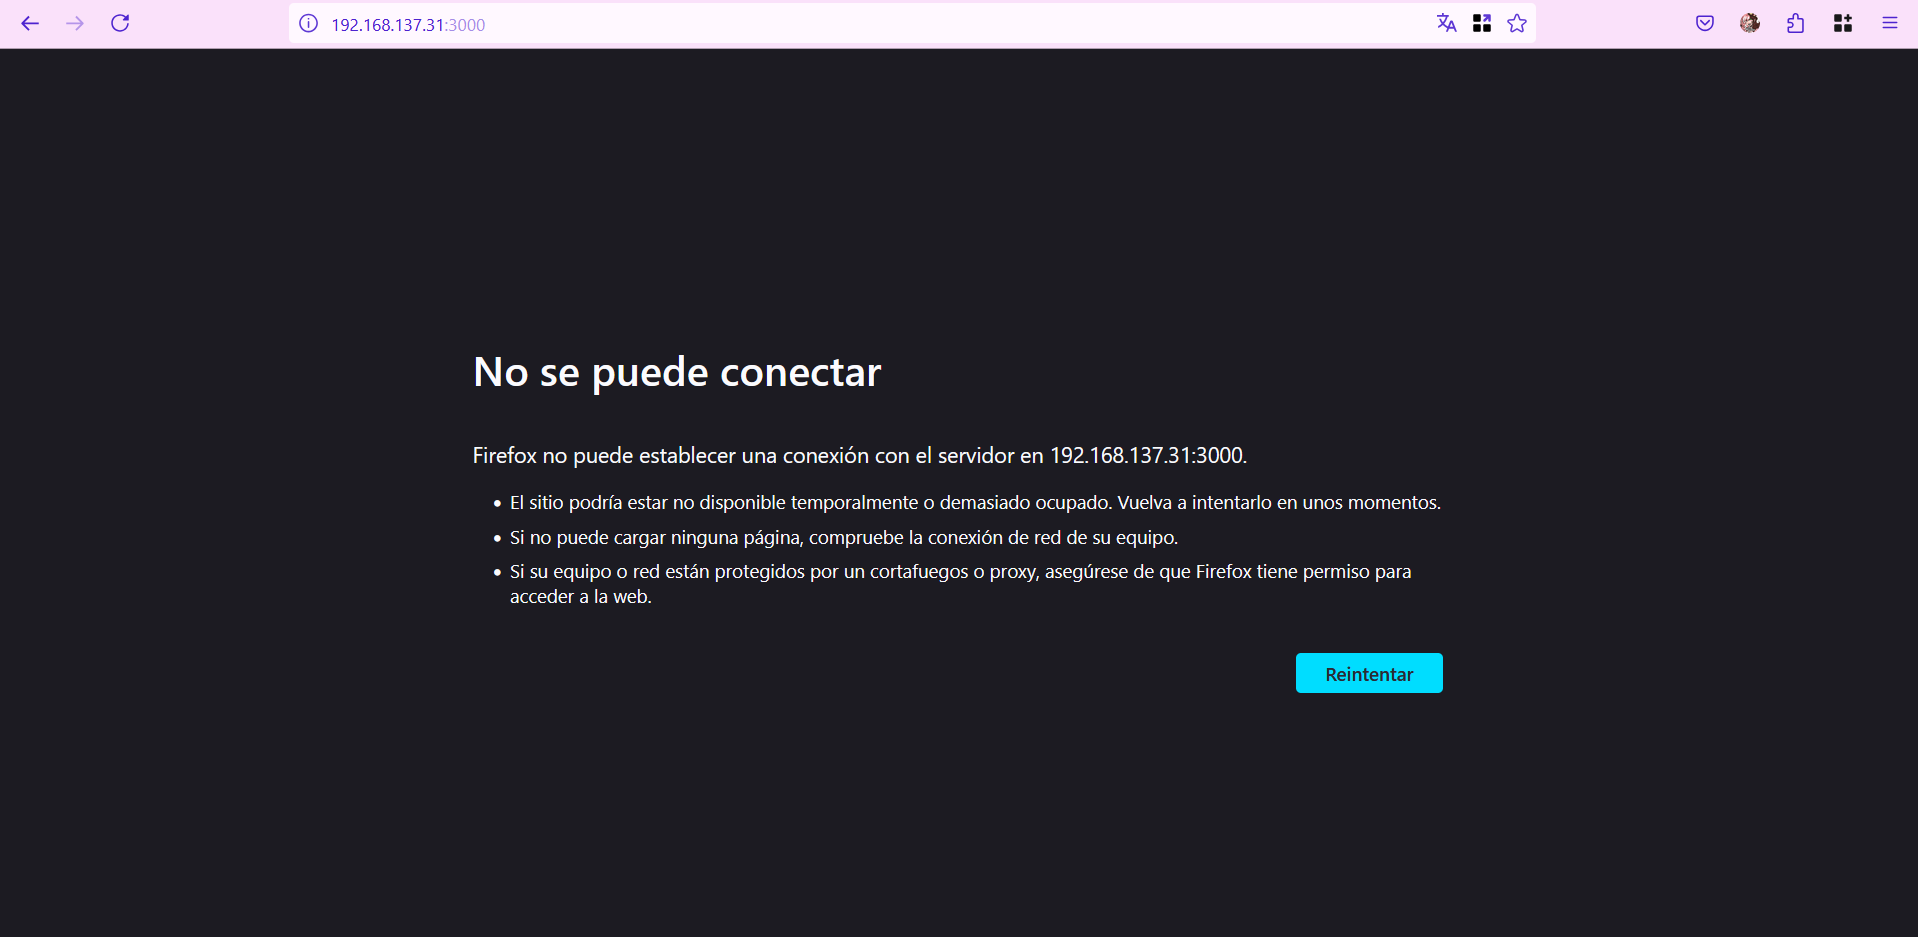 192.168.137.31:3000
No se puede conectar
Firefox no puede establecer una conexión con el servidor en 192.168.137.31:3000.
• El sitio podría estar no disponible temporalmente o demasiado ocupado. Vuelva a intentarlo en unos momentos.
• Si no puede cargar ninguna página, compruebe la conexión de red de su equipo.
• Si su equipo o red están protegidos por un cortafuegos o proxy, asegúrese de que Firefox tiene permiso para
acceder a la web.
Reintentar